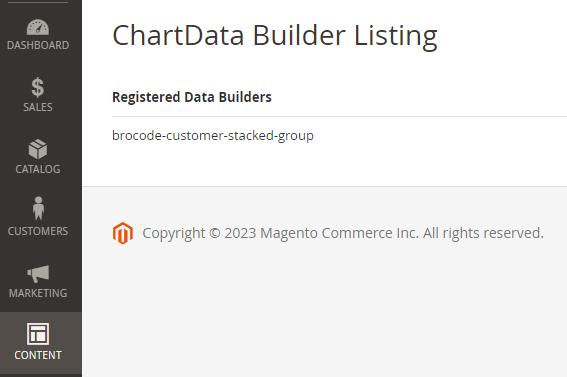 ChartData Builder Listing
Registered Data Builders
brocode-customer-stacked-group
Copyright © 2023 Magento Commerce Inc. All rights reserved.
DASHBOARD
SALES
CATALOG
CUSTOMERS
MARKETING
CONTENT